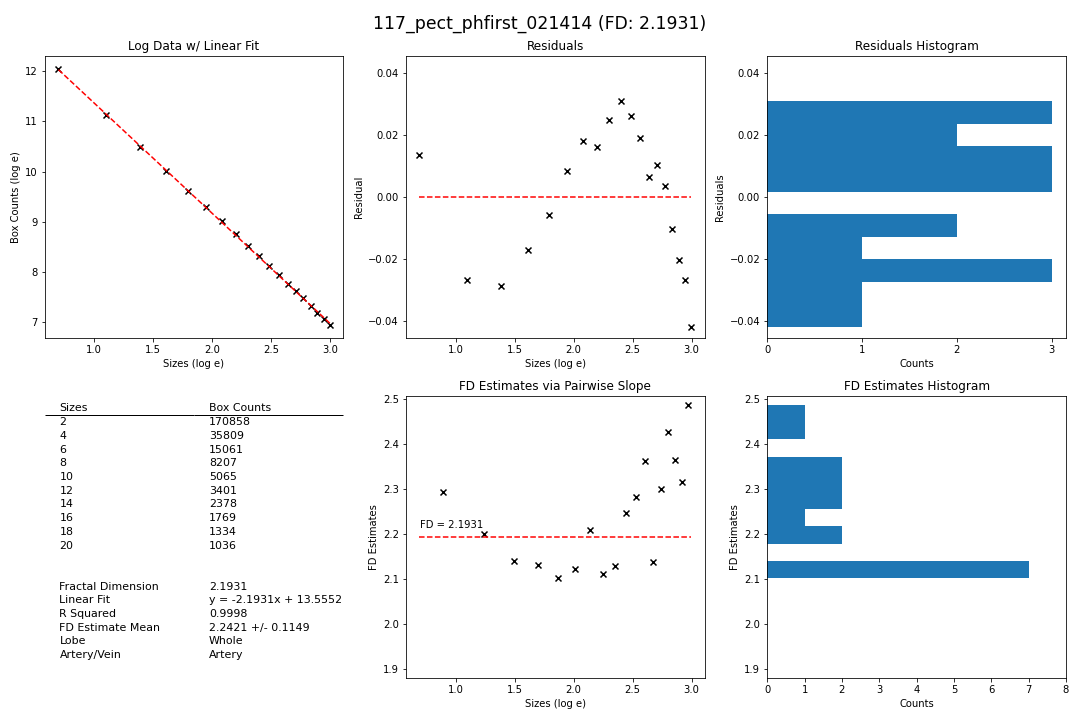 117_pect_phfirst_021414 (FD: 2.1931)
Log Data w/ Linear Fit
12
11
10
9
8
7
Box Counts (log e)
1.0 1.5 2.0 2.5 3.0
Sizes (log e)
Residuals
0.04
0.02
0.00
−0.02
−0.04
Residual
1.0 1.5 2.0 2.5 3.0
Sizes (log e)
Residuals Histogram
0.04
0.02
0.00
−0.02
−0.04
Residuals
0 1 2 3
Counts
Sizes Box Counts
2 170858
4 35809
6 15061
8 8207
10 5065
12 3401
14 2378
16 1769
18 1334
20 1036
Fractal Dimension 2.1931
Linear Fit y = -2.1931x + 13.5552
R Squared 0.9998
FD Estimate Mean 2.2421 +/- 0.1149
Lobe Whole
Artery/Vein Artery
FD Estimates via Pairwise Slope
2.5
2.4
2.3
2.2
2.1
2.0
1.9
FD Estimates
FD = 2.1931
1.0 1.5 2.0 2.5 3.0
Sizes (log e)
FD Estimates Histogram
2.5
2.4
2.3
2.2
2.1
2.0
1.9
FD Estimates
0 1 2 3 4 5 6 7 8
Counts